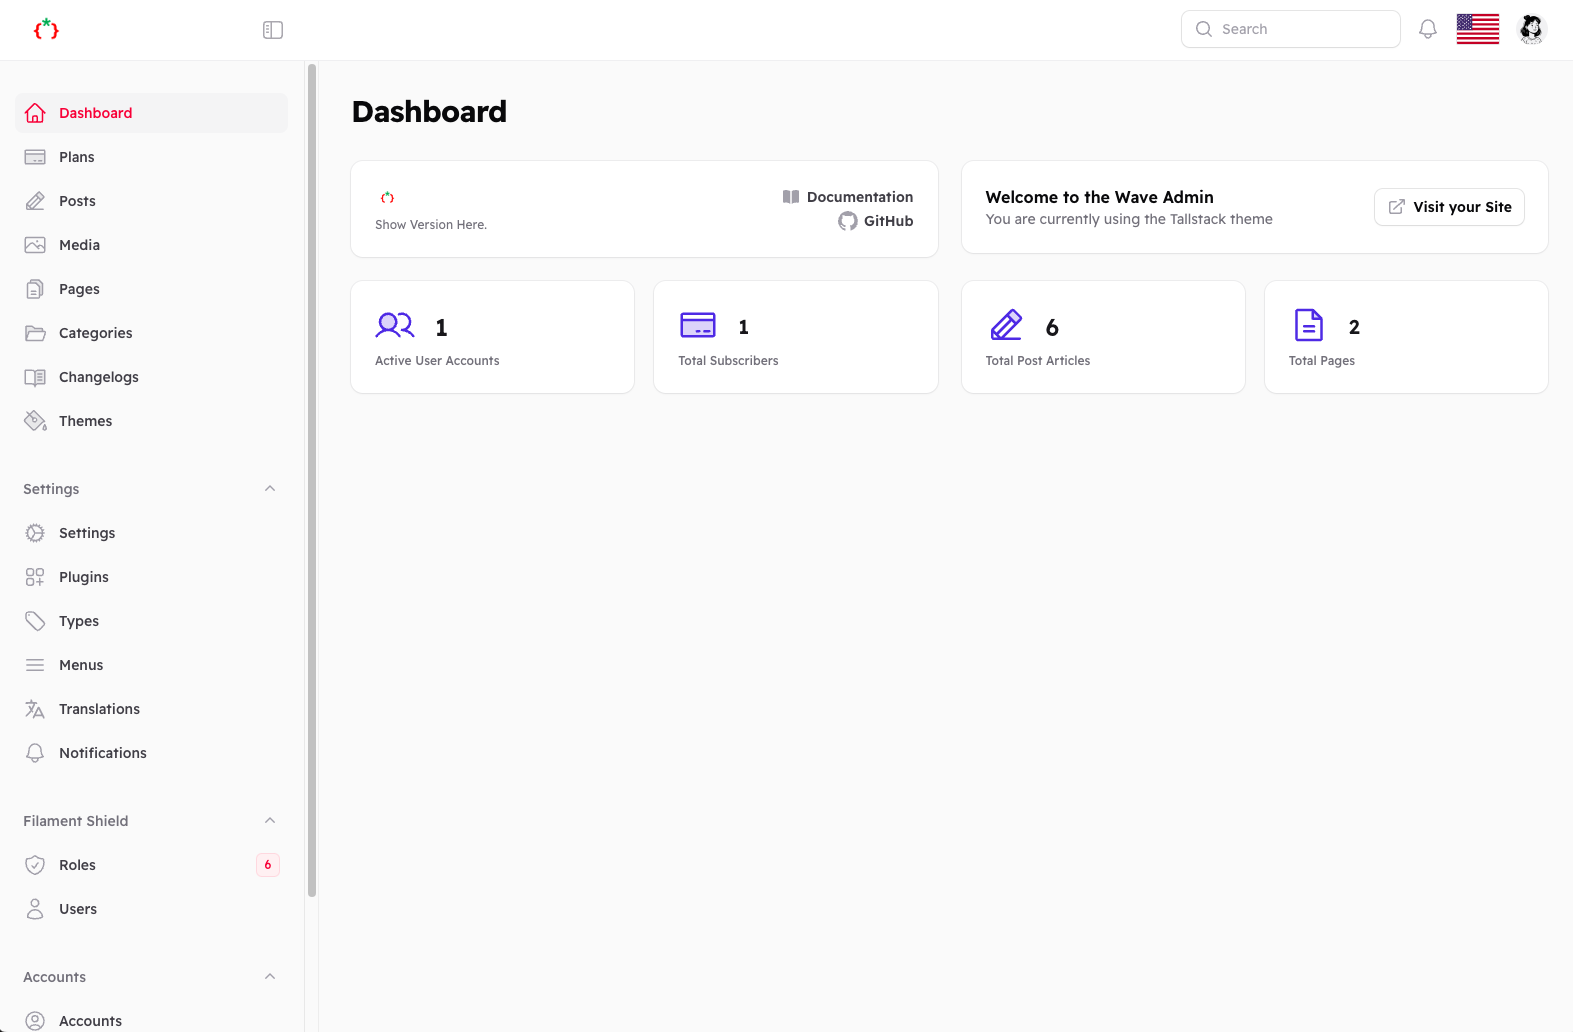 {*}
Search
Dashboard
Plans
Posts
Media
Pages
Categories
Changelogs
Themes
Settings
Settings
Plugins
Types
Menus
Translations
Notifications
Filament Shield
Roles
6
Users
Accounts
Accounts
Dashboard
{*}
Show Version Here.
Documentation
GitHub
Welcome to the Wave Admin
You are currently using the Tallstack theme
Visit your Site
1
Active User Accounts
1
Total Subscribers
6
Total Post Articles
2
Total Pages